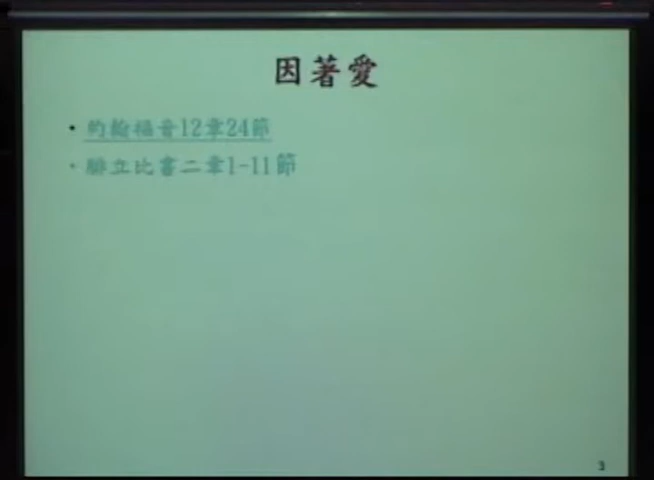 因著愛
• 約翰福音12章24節
• 腓立比書二章1-11節
3